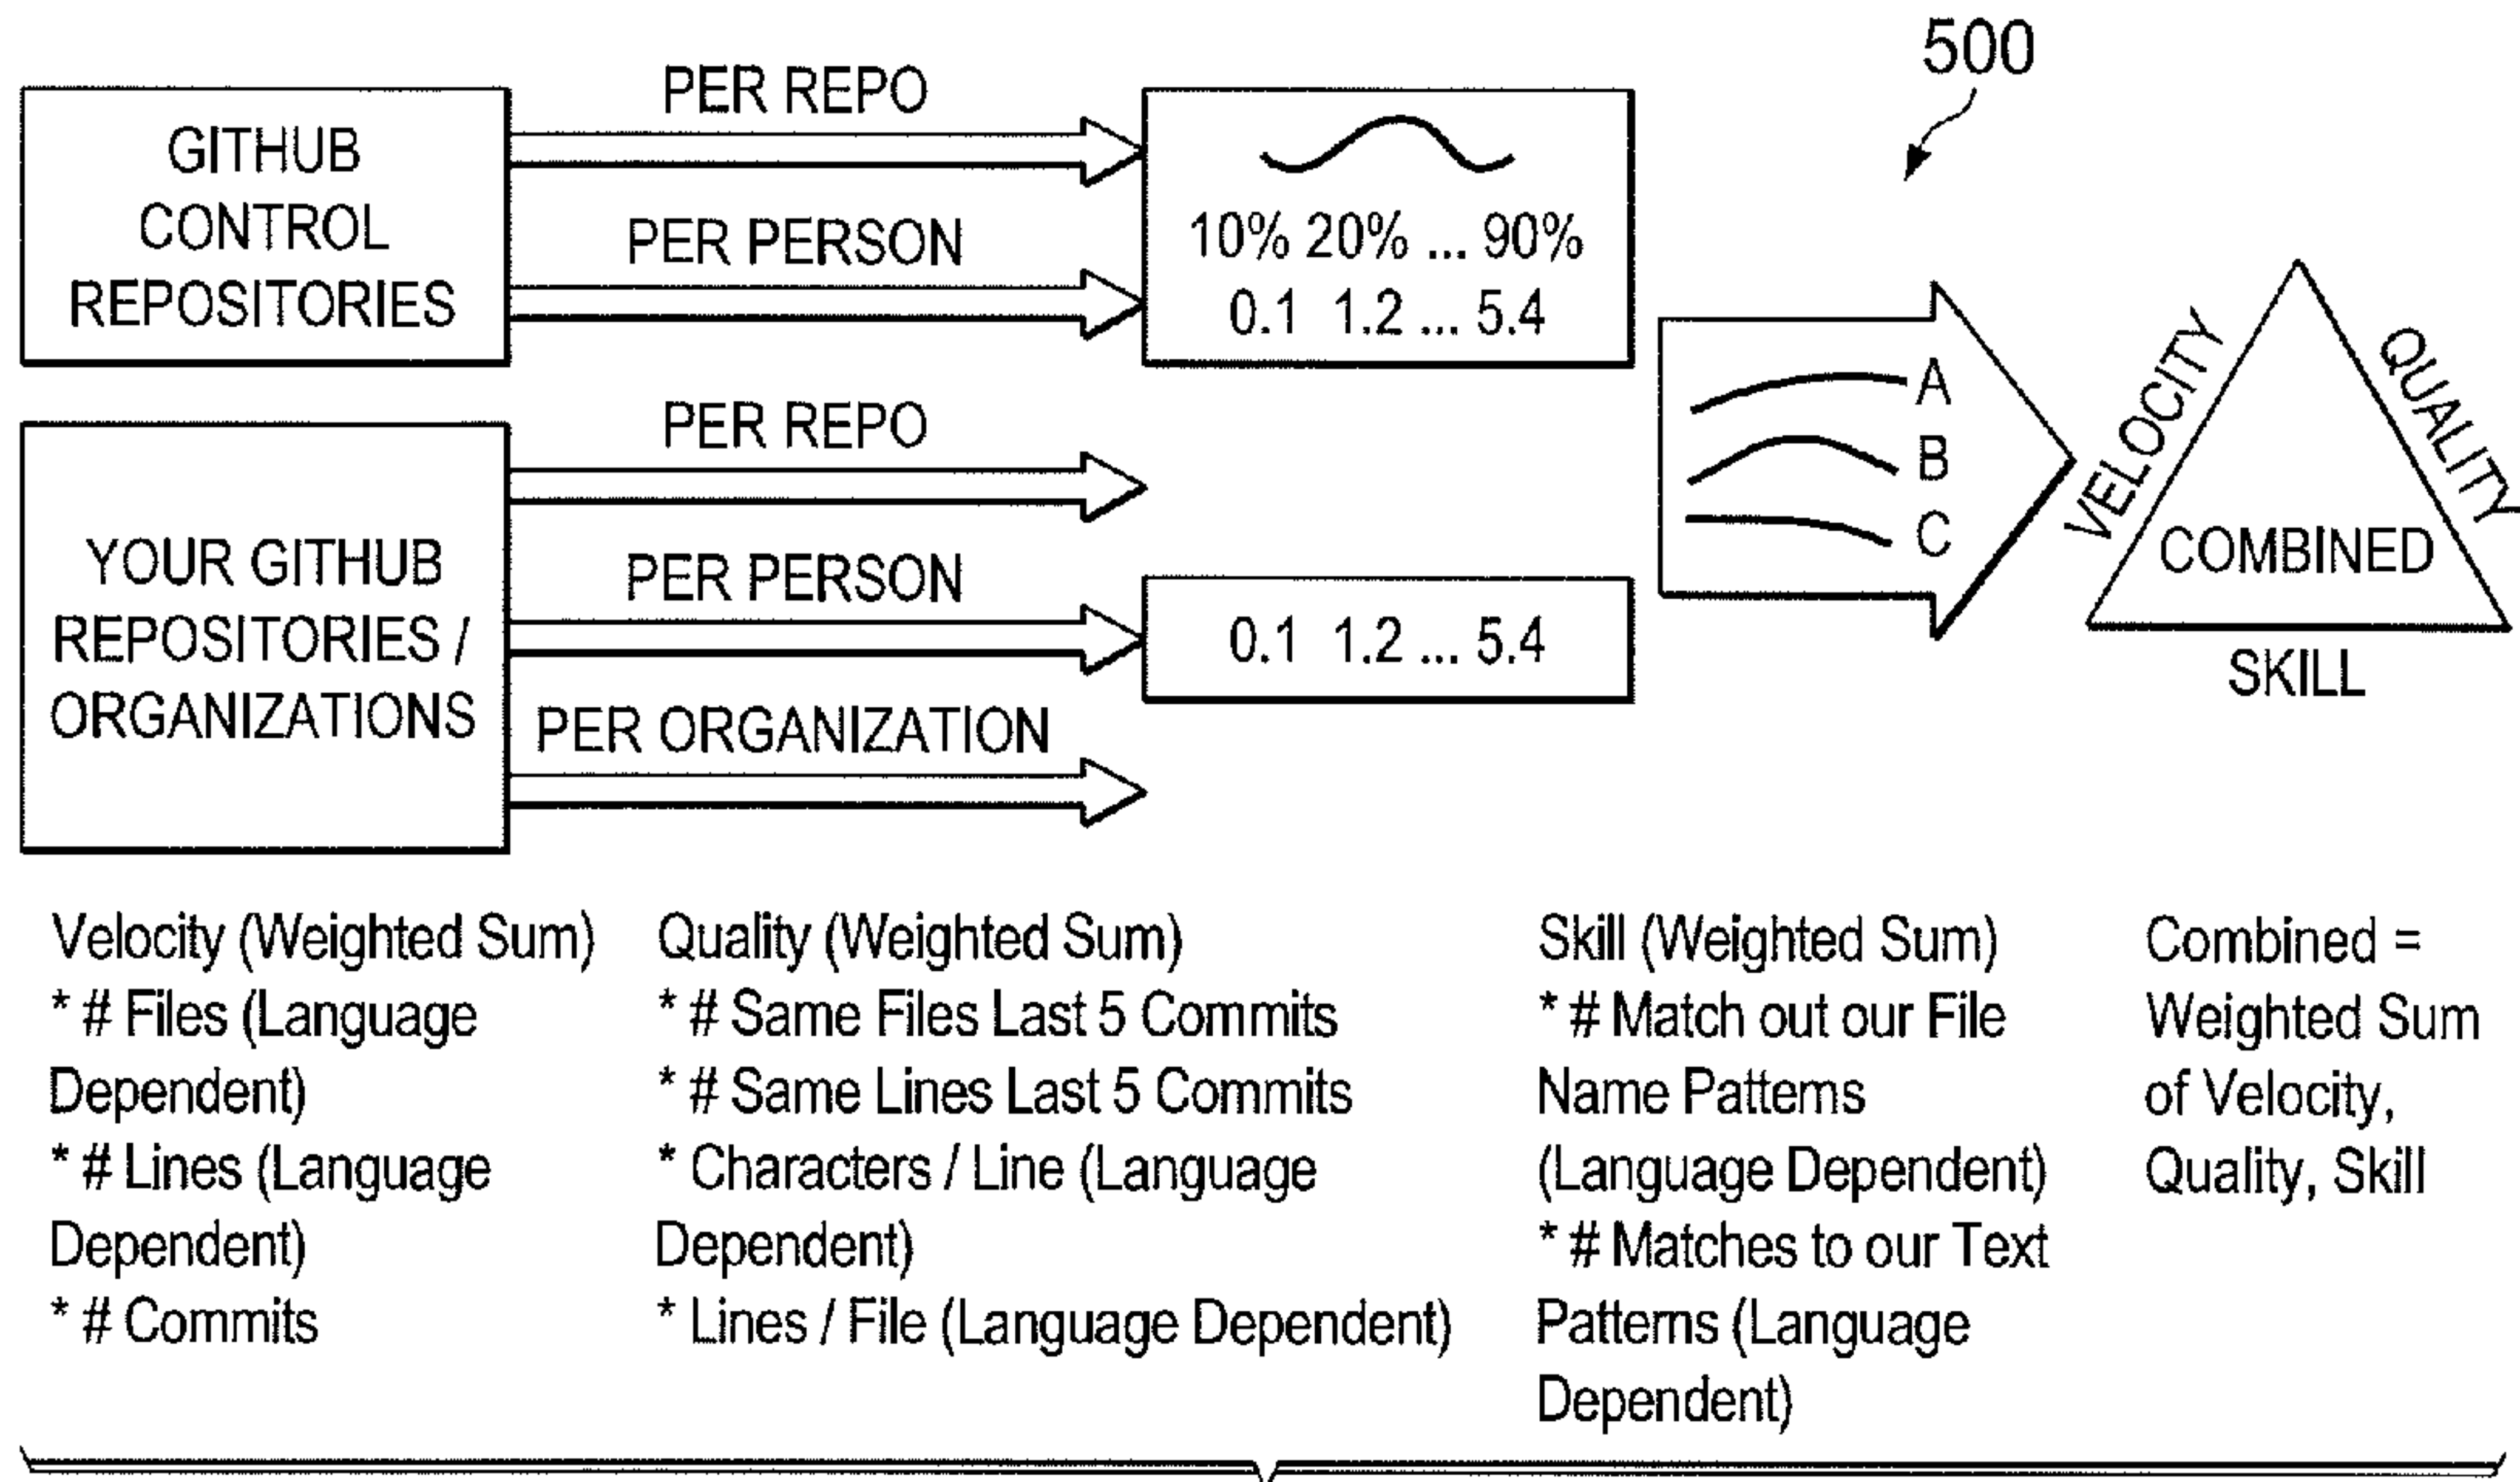 500
PER REPO
GITHUB
CONTROL
REPOSITORIES
PER PERSON
10% 20% ... 90%
0.1 1.2 ... 5.4
PER REPO
YOUR GITHUB
REPOSITORIES /
ORGANIZATIONS
PER PERSON
0.1 1.2 ... 5.4
PER ORGANIZATION
A
B
C
VELOCITY
QUALITY
COMBINED
SKILL
Velocity (Weighted Sum)
* # Files (Language
Dependent)
* # Lines (Language
Dependent)
* # Commits
Quality (Weighted Sum)
* # Same Files Last 5 Commits
* # Same Lines Last 5 Commits
* Characters / Line (Language
Dependent)
* Lines / File (Language Dependent)
Skill (Weighted Sum)
* # Match out our File
Name Patterns
(Language Dependent)
* # Matches to our Text
Patterns (Language
Dependent)
Combined =
Weighted Sum
of Velocity,
Quality, Skill